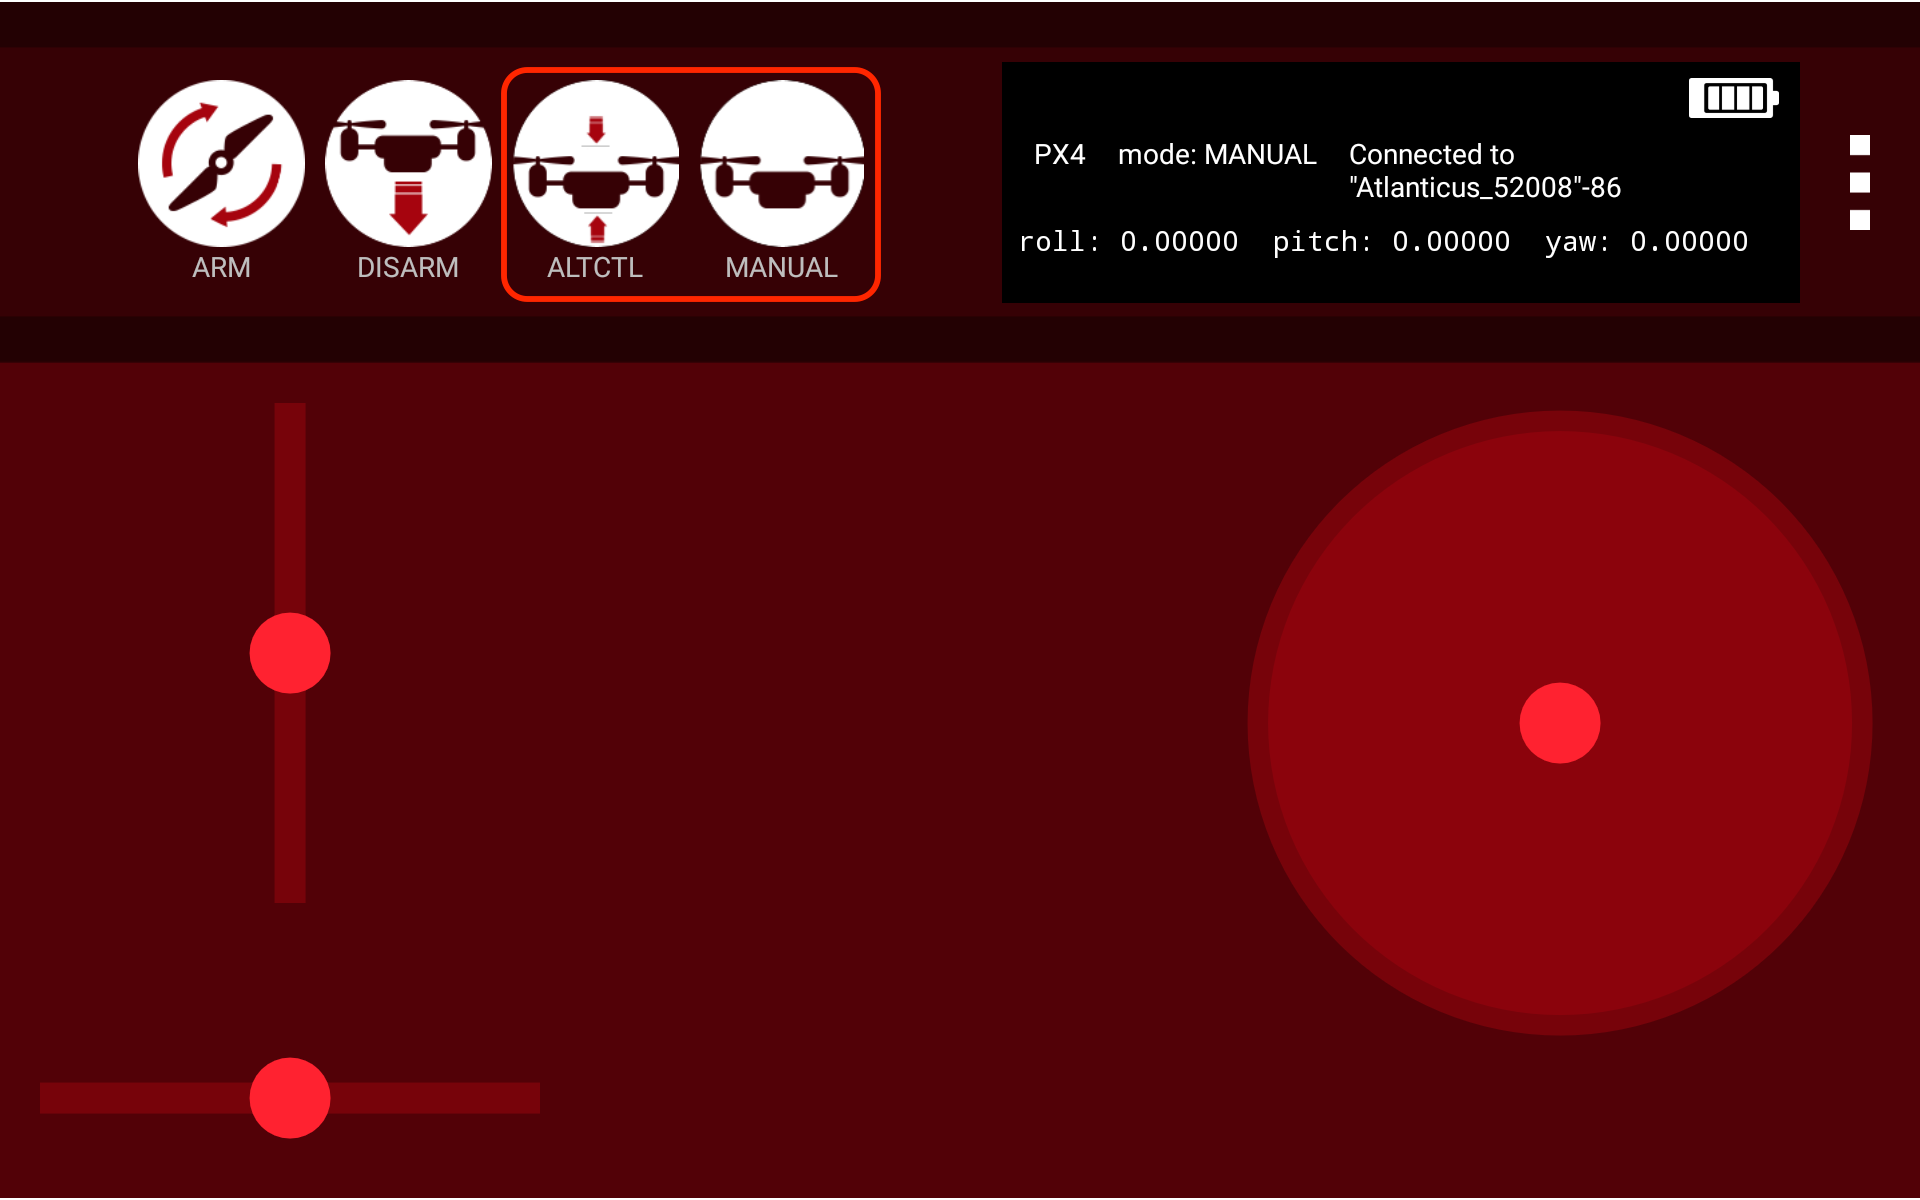 ARM
DISARM
ALTCTL
MANUAL
PX4 mode: MANUAL Connected to
"Atlanticus_52008"-86
roll: 0.00000 pitch: 0.00000 yaw: 0.00000